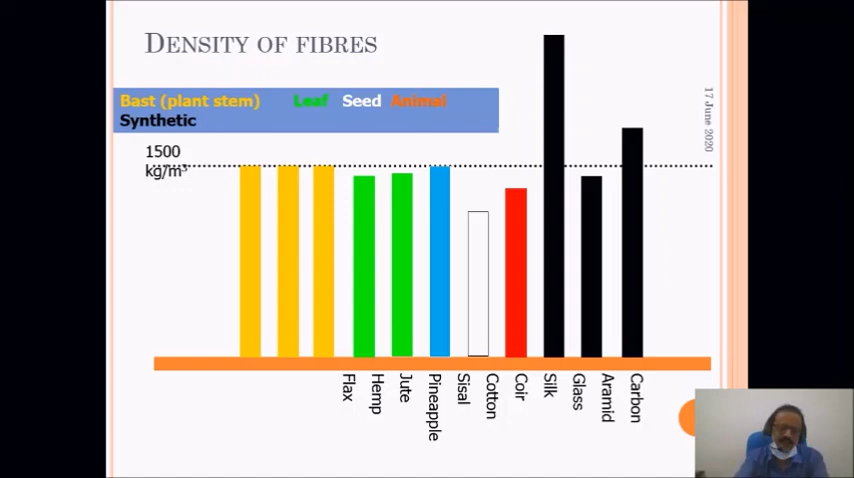 DENSITY OF FIBRES
Bast (plant stem) Leaf Seed Animal
Synthetic
17 June 2020
1500
kg/m³
Flax
Hemp
Jute
Pineapple
Sisal
Cotton
Coir
Silk
Glass
Aramid
Carbon